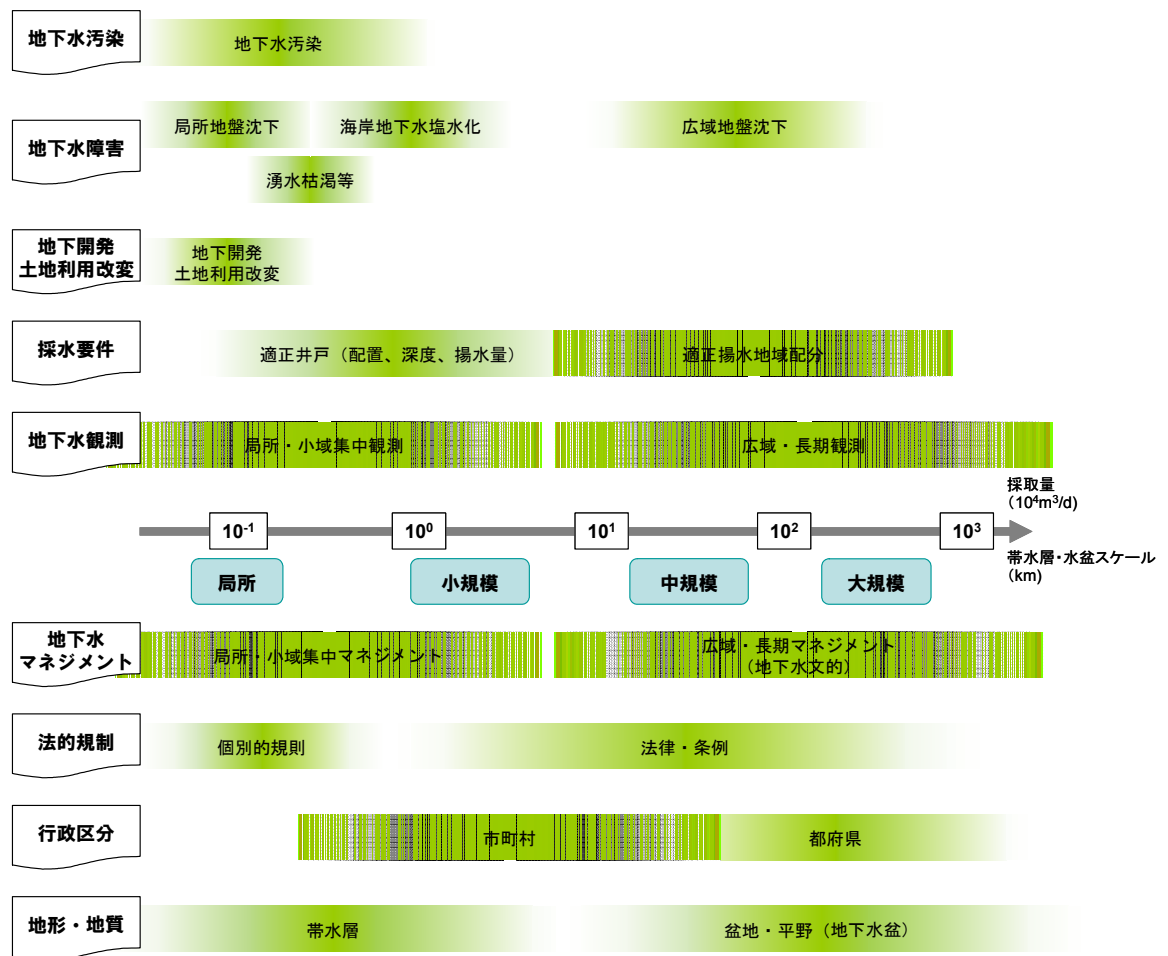 地下水汚染
地下水汚染
地下水障害
局所地盤沈下
海岸地下水塩水化
広域地盤沈下
湧水枯渇等
地下開発
土地利用改変
地下開発
土地利用改変
採水要件
適正井戸（配置、深度、揚水量）
適正揚水地域配分
地下水観測
局所・小域集中観測
広域・長期観測
採取量
（10⁴m³/d）
10⁻¹
10⁰
10¹
10²
10³
帯水層・水盆スケール
（km）
局所
小規模
中規模
大規模
地下水
マネジメント
局所・小域集中マネジメント
広域・長期マネジメント
（地下水文的）
法的規制
個別的規則
法律・条例
行政区分
市町村
都府県
地形・地質
帯水層
盆地・平野（地下水盆）